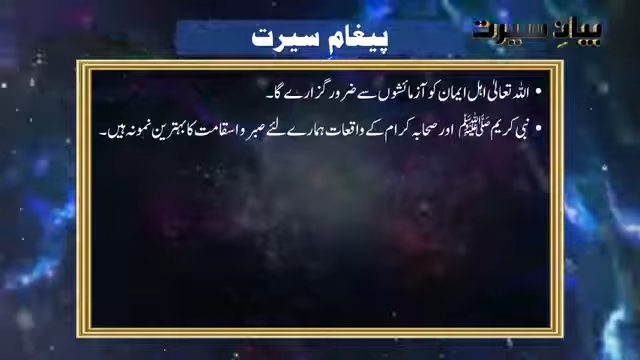 بیانِ سیرت
پیغامِ سیرت
• اللہ تعالیٰ اہل ایمان کو آزمائشوں سے ضرور گزارے گا۔
• نبی کریم ﷺ اور صحابہ کرام کے واقعات ہمارے لئے صبر و اسقامت کا بہترین نمونہ ہیں۔